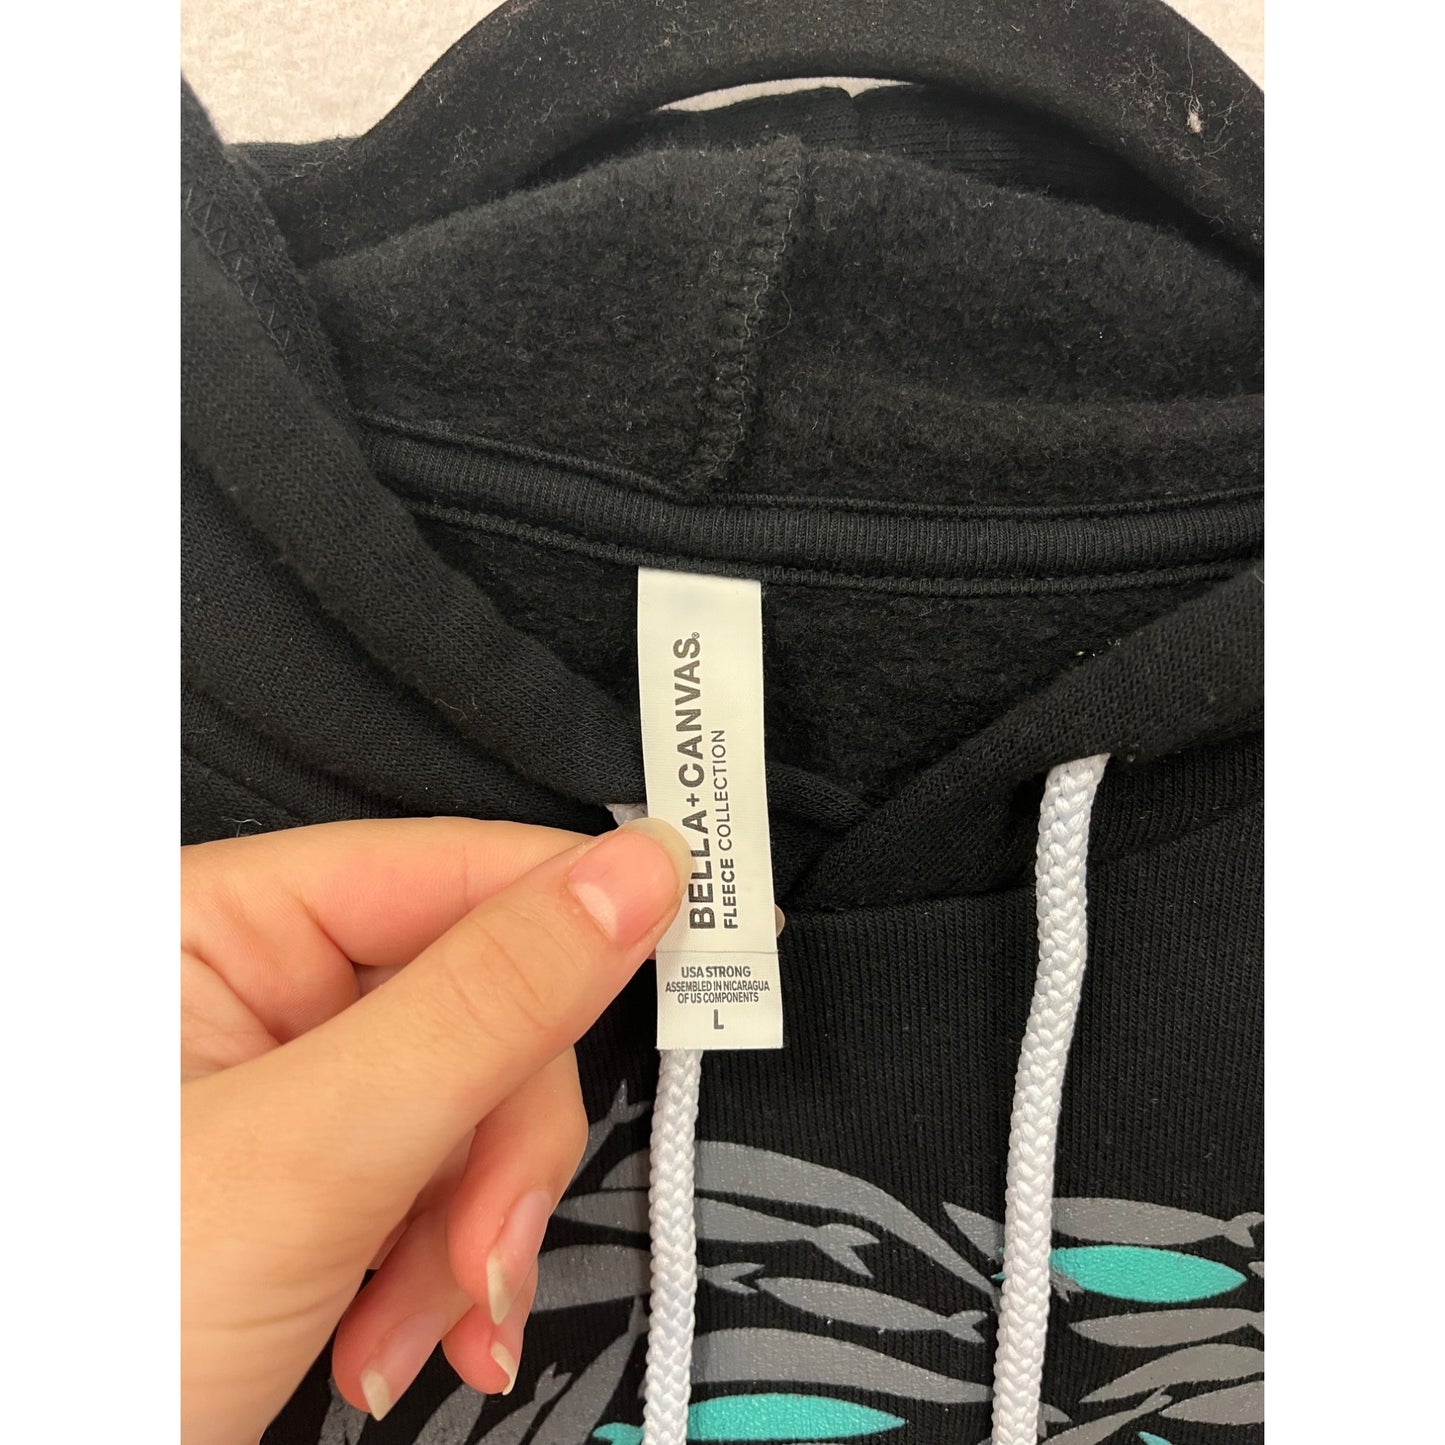 BELLA+CANVAS®
FLEECE COLLECTION
USA STRONG
ASSEMBLED IN NICARAGUA
OF US COMPONENTS
L